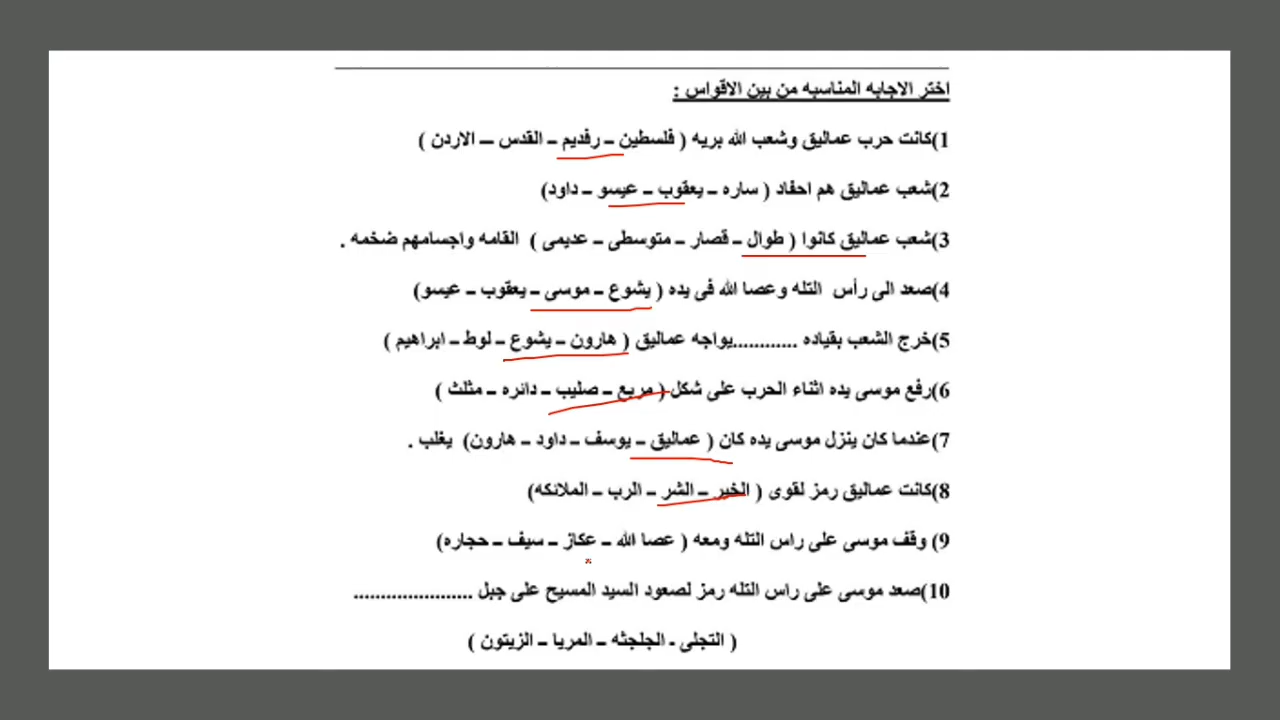 اختر الاجابه المناسبه من بين الاقواس :
1)كانت حرب عماليق وشعب الله بريه ( فلسطين – رفديم – القدس – الاردن )
2)شعب عماليق هم احفاد ( ساره – يعقوب – عيسو – داود)
3)شعب عماليق كانوا ( طوال – قصار – متوسطى – عديمى ) القامه واجسامهم ضخمه .
4)صعد الى رأس التله وعصا الله فى يده ( يشوع – موسى – يعقوب – عيسو)
5)خرج الشعب بقياده ............يواجه عماليق ( هارون – يشوع – لوط – ابراهيم )
6)رفع موسى يده اثناء الحرب على شكل ( مربع – صليب – دائره – مثلث )
7)عندما كان ينزل موسى يده كان ( عماليق – يوسف – داود – هارون) يغلب .
8)كانت عماليق رمز لقوى ( الخير – الشر – الرب – الملائكه)
9) وقف موسى على راس التله ومعه ( عصا الله – عكاز – سيف – حجاره)
10)صعد موسى على راس التله رمز لصعود السيد المسيح على جبل ......................
( التجلى - الجلجثه – المريا – الزيتون )